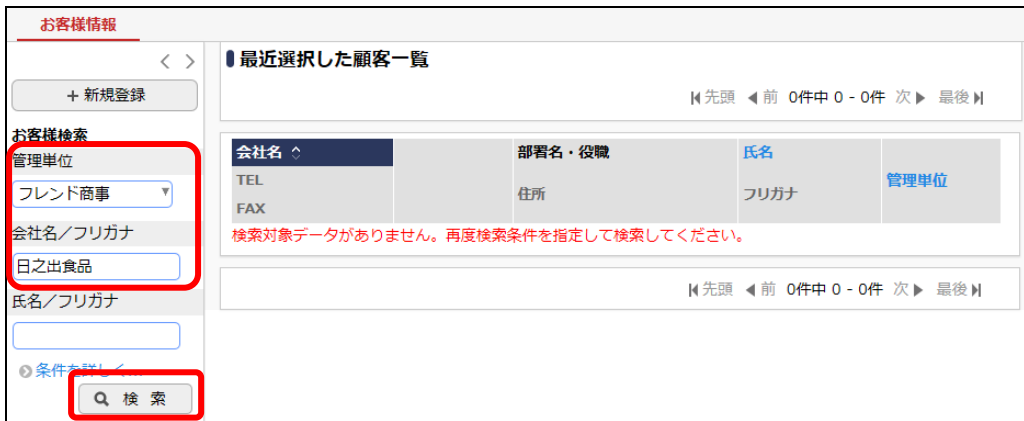 お客様情報
+ 新規登録
お客様検索
管理単位
フレンド商事
会社名／フリガナ
日之出食品
氏名／フリガナ
条件を詳しく...
検 索
最近選択した顧客一覧
先頭 前 0件中 0 - 0件 次 最後
会社名 部署名・役職 氏名
管理単位
TEL
住所 フリガナ
FAX
検索対象データがありません。再度検索条件を指定して検索してください。
先頭 前 0件中 0 - 0件 次 最後